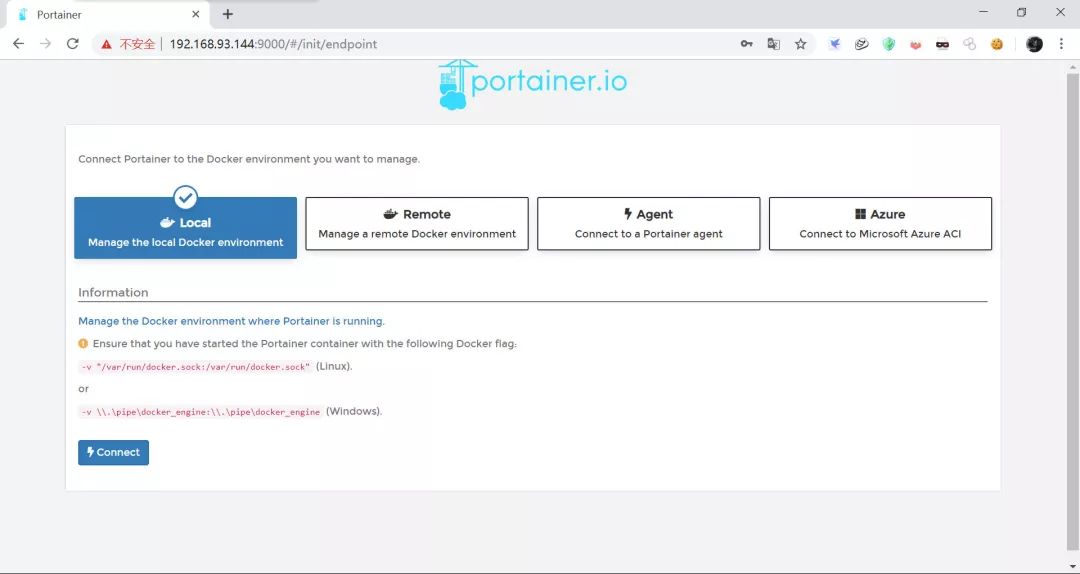 Portainer
不安全
192.168.93.144:9000/#/init/endpoint
portainer.io
Connect Portainer to the Docker environment you want to manage.
Local
Manage the local Docker environment
Remote
Manage a remote Docker environment
Agent
Connect to a Portainer agent
Azure
Connect to Microsoft Azure ACI
Information
Manage the Docker environment where Portainer is running.
Ensure that you have started the Portainer container with the following Docker flag:
-v "/var/run/docker.sock:/var/run/docker.sock" (Linux).
or
-v \\.\pipe\docker_engine:\\.\pipe\docker_engine (Windows).
Connect